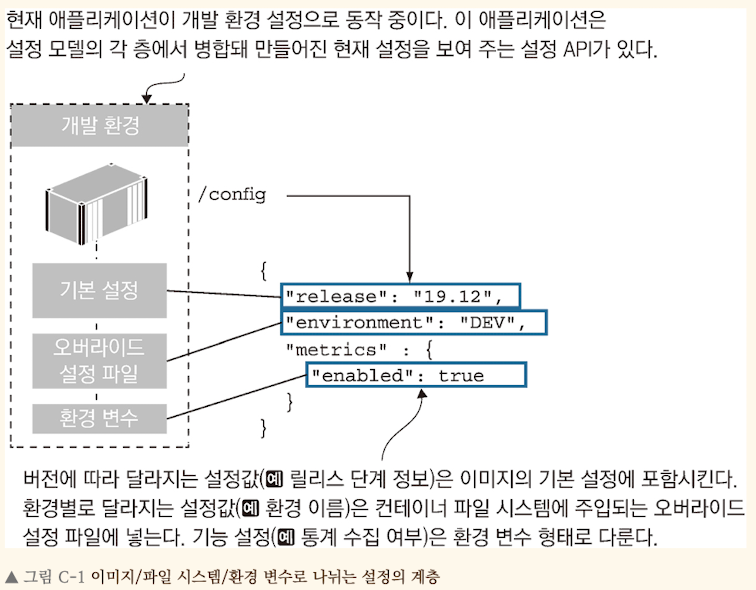 현재 애플리케이션이 개발 환경 설정으로 동작 중이다. 이 애플리케이션은
설정 모델의 각 층에서 병합돼 만들어진 현재 설정을 보여 주는 설정 API가 있다.
개발 환경
/config
기본 설정
오버라이드
설정 파일
환경 변수
{
"release": "19.12",
"environment": "DEV",
"metrics" : {
"enabled": true
}
}
버전에 따라 달라지는 설정값(예 릴리스 단계 정보)은 이미지의 기본 설정에 포함시킨다.
환경별로 달라지는 설정값(예 환경 이름)은 컨테이너 파일 시스템에 주입되는 오버라이드
설정 파일에 넣는다. 기능 설정(예 통계 수집 여부)은 환경 변수 형태로 다룬다.
▲ 그림 C-1 이미지/파일 시스템/환경 변수로 나뉘는 설정의 계층